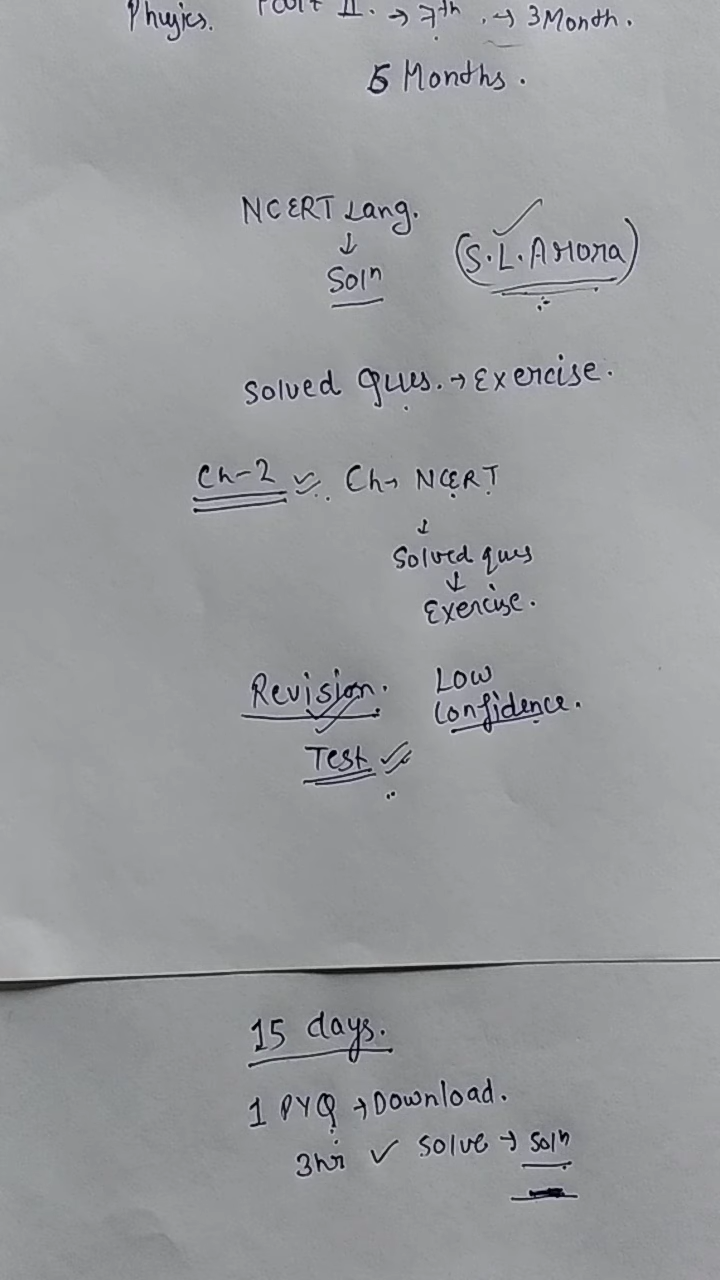 Physics. Part II. → 7th. → 3 Month.
5 Months.
NCERT Lang.
↓
Soln
(S.L. Arora)
Solved Ques. → Exercise.
Ch-2 Ch → NCERT
↓
Solved ques
↓
Exercise.
Revision. Low
Confidence.
Test
15 days.
1 PYQ → Download.
3hr ✓ solve → soln